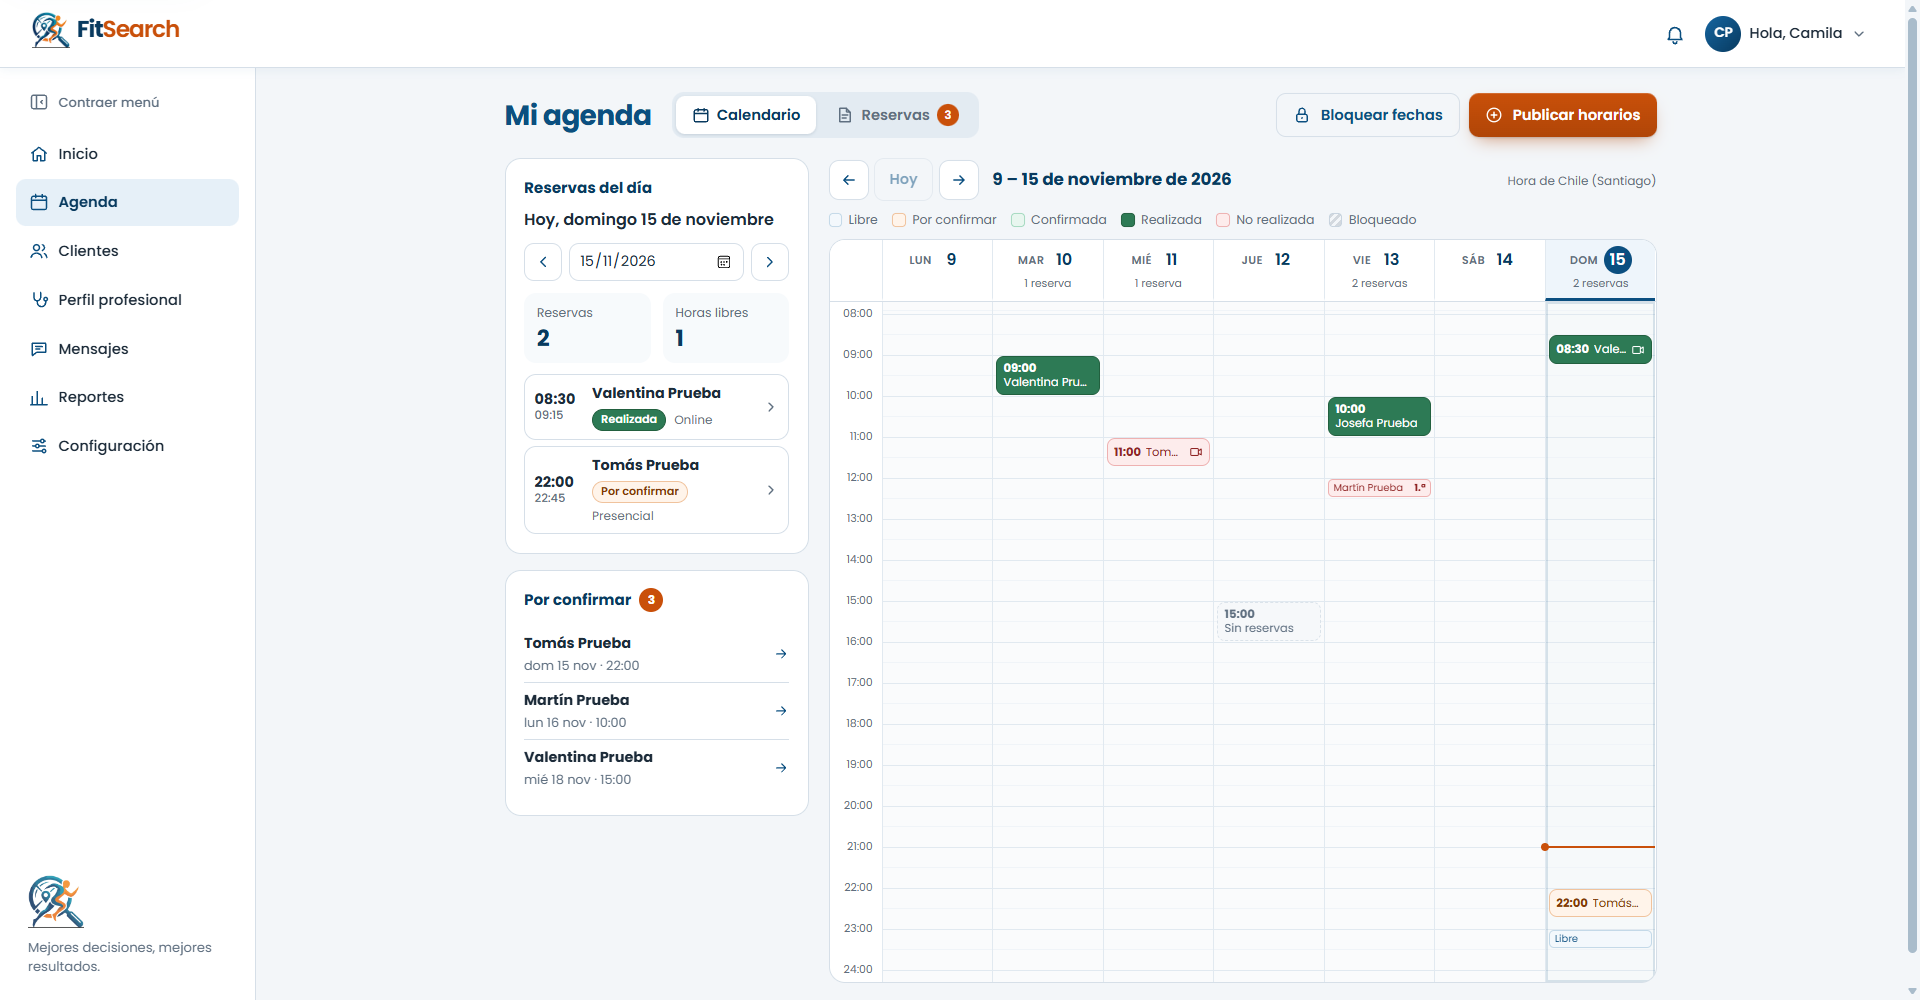 FitSearch
CP
Hola, Camila
Contraer menú
Inicio
Agenda
Clientes
Perfil profesional
Mensajes
Reportes
Configuración
Mejores decisiones, mejores
resultados.
Mi agenda
Calendario
Reservas 3
Bloquear fechas
Publicar horarios
Reservas del día
Hoy, domingo 15 de noviembre
15/11/2026
Reservas
2
Horas libres
1
08:30
09:15
Valentina Prueba
Realizada
Online
22:00
22:45
Tomás Prueba
Por confirmar
Presencial
Por confirmar 3
Tomás Prueba
dom 15 nov · 22:00
Martín Prueba
lun 16 nov · 10:00
Valentina Prueba
mié 18 nov · 15:00
Hoy
9 – 15 de noviembre de 2026
Hora de Chile (Santiago)
Libre
Por confirmar
Confirmada
Realizada
No realizada
Bloqueado
LUN 9
MAR 10
1 reserva
MIÉ 11
1 reserva
JUE 12
VIE 13
2 reservas
SÁB 14
DOM 15
2 reservas
08:00
09:00
10:00
11:00
12:00
13:00
14:00
15:00
16:00
17:00
18:00
19:00
20:00
21:00
22:00
23:00
24:00
09:00
Valentina Pru...
11:00 Tom...
15:00
Sin reservas
10:00
Josefa Prueba
Martín Prueba 1.ª
08:30 Vale...
22:00 Tomás...
Libre